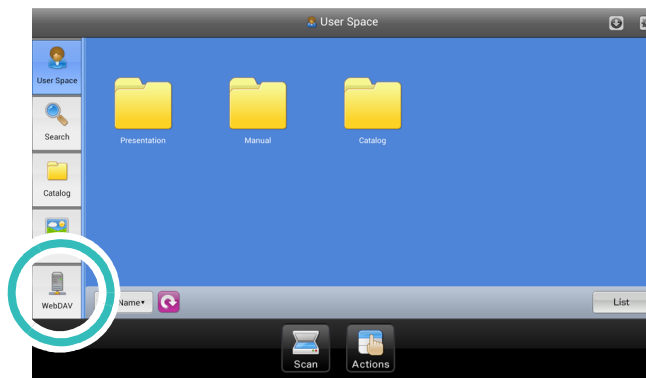 User Space
User Space
Search
Catalog
WebDAV
Presentation
Manual
Catalog
Name
List
Scan
Actions